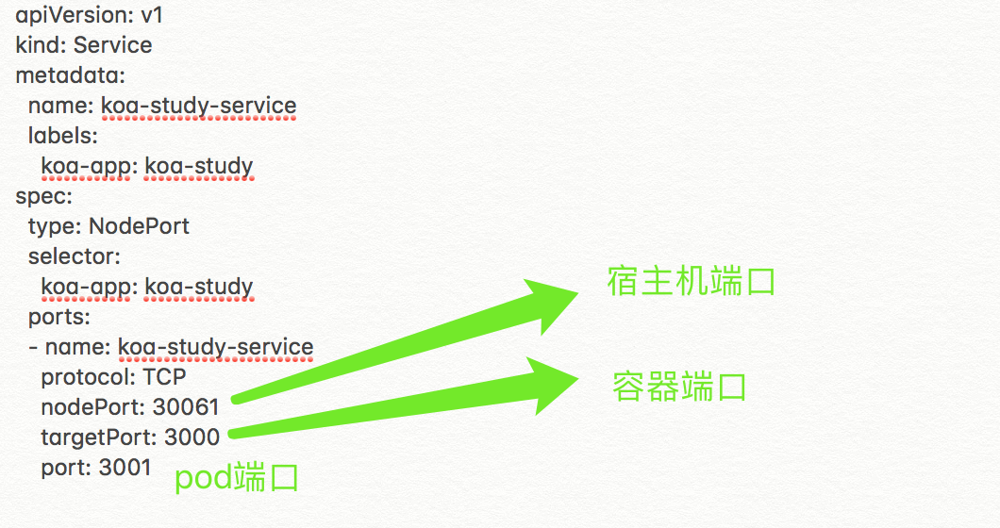 apiVersion: v1
kind: Service
metadata:
name: koa-study-service
labels:
koa-app: koa-study
spec:
type: NodePort
selector:
koa-app: koa-study
宿主机端口
ports:
- name: koa-study-service
protocol: TCP
容器端口
nodePort: 30061
targetPort: 3000
port: 3001 pod端口